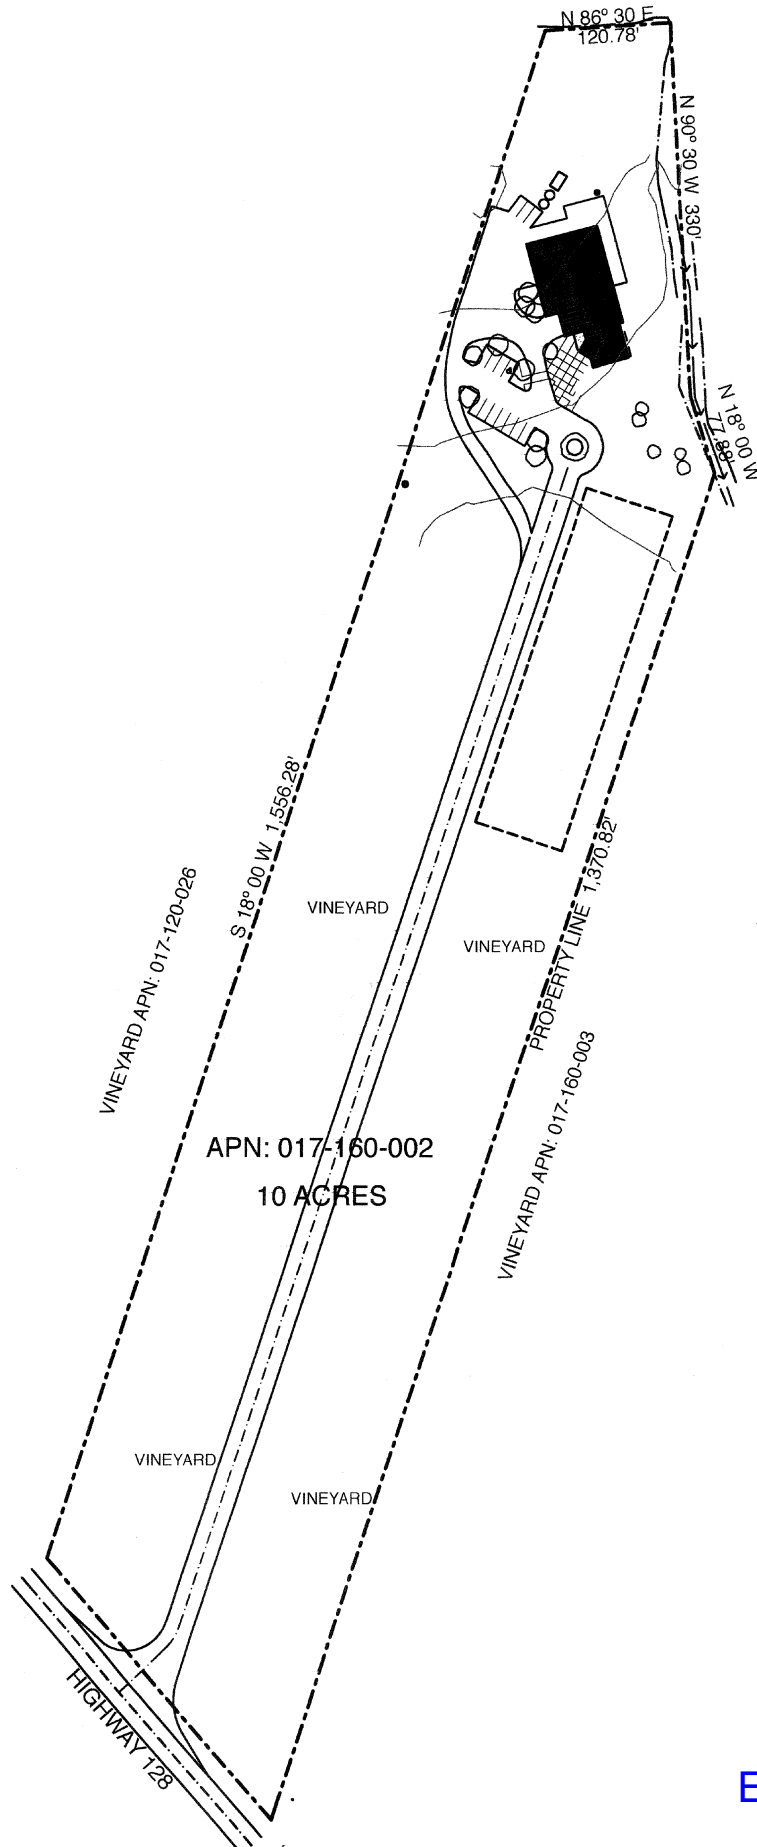 N 86° 30 E
120.78'
N 90° 30 W 330'
N 18° 00 W
77.88'
S 18° 00 W 1,556.28'
VINEYARD APN: 017-120-026
VINEYARD
VINEYARD
PROPERTY LINE 1,370.82'
VINEYARD APN: 017-160-003
APN: 017-160-002
10 ACRES
VINEYARD
VINEYARD
HIGHWAY 128
E